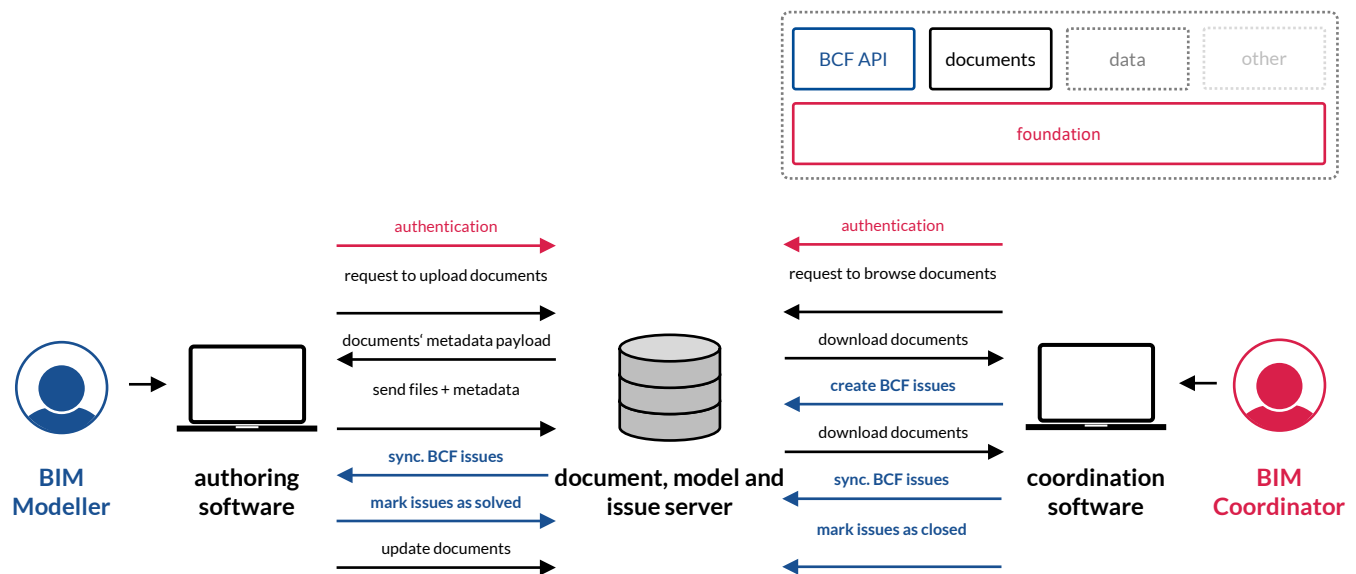 BCF API
documents
data
other
foundation
authentication
request to upload documents
documents‘ metadata payload
send files + metadata
sync. BCF issues
mark issues as solved
update documents
authentication
request to browse documents
download documents
create BCF issues
download documents
sync. BCF issues
mark issues as closed
BIM
Modeller
authoring
software
document, model and
issue server
coordination
software
BIM
Coordinator